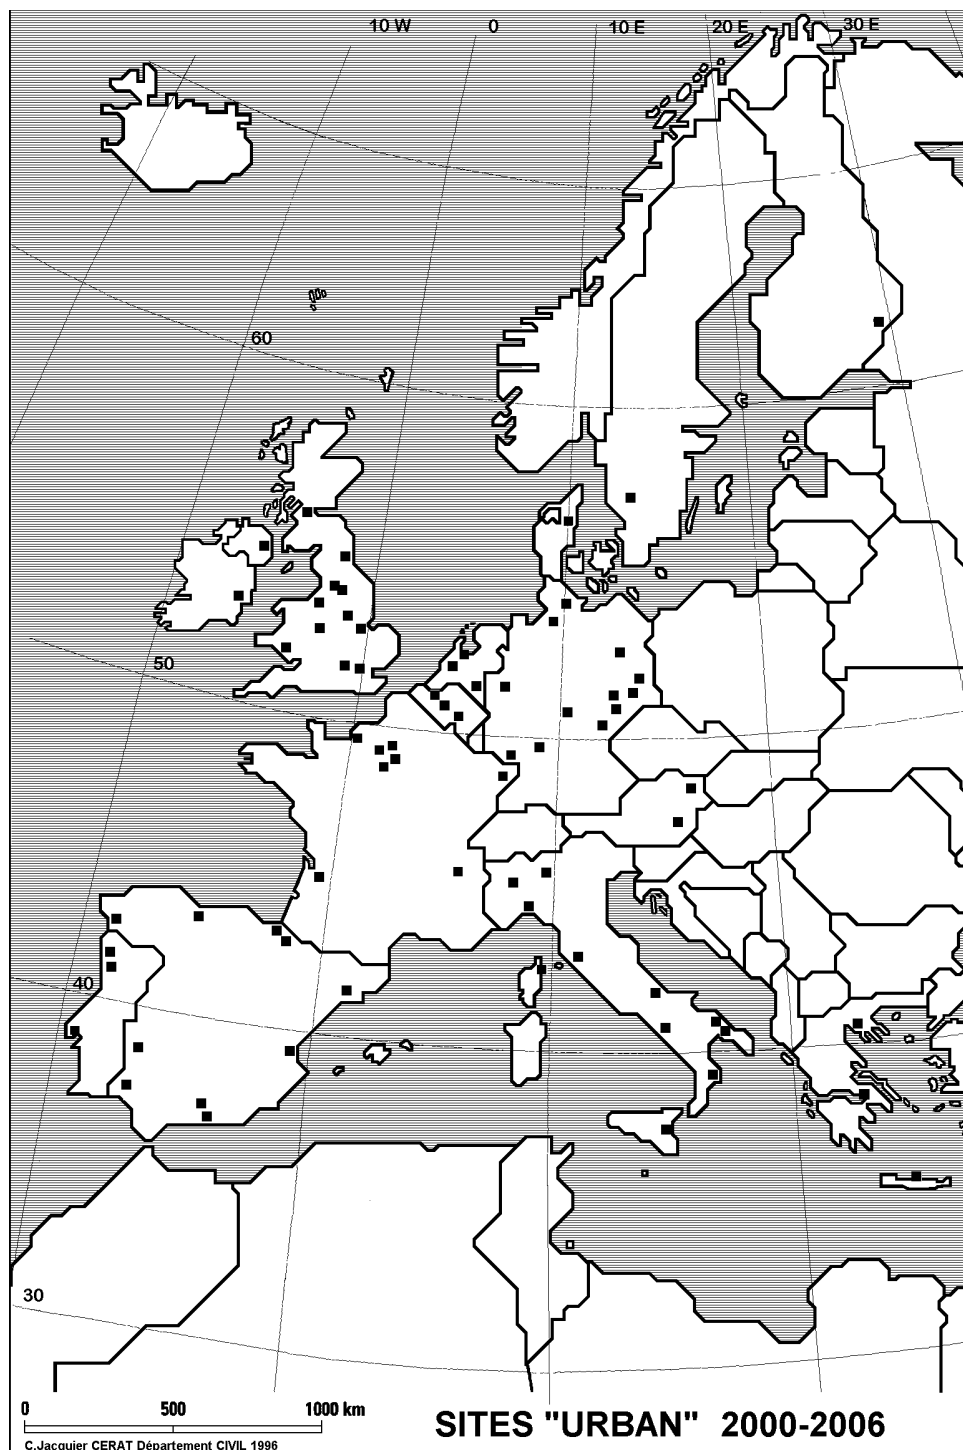 10 W 0 10 E 20 E 30 E
60
50
40
30
0 500 1000 km
SITES "URBAN" 2000-2006
C.Jacquier CERAT Département CIVIL 1996